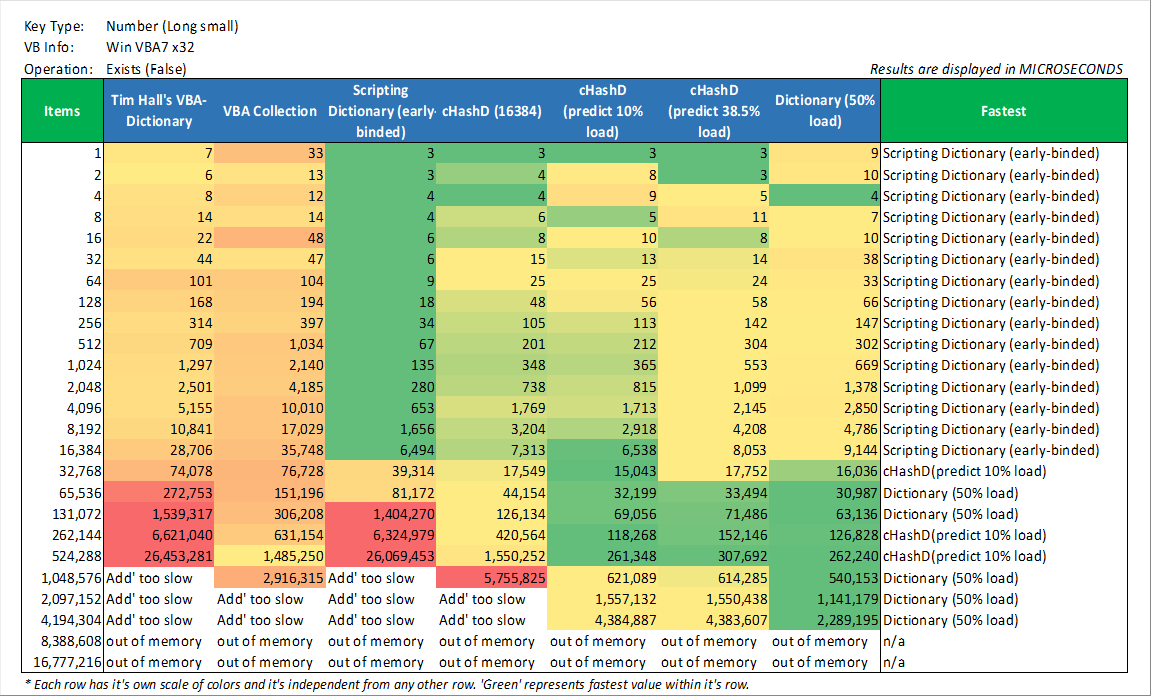 Key Type: Number (Long small)
VB Info: Win VBA7 x32
Operation: Exists (False) Results are displayed in MICROSECONDS
Items Tim Hall's VBA-Dictionary VBA Collection Scripting Dictionary (early-binded) cHashD (16384) cHashD (predict 10% load) cHashD (predict 38.5% load) Dictionary (50% load) Fastest
1 7 33 3 3 3 3 9 Scripting Dictionary (early-binded)
2 6 13 3 4 8 3 10 Scripting Dictionary (early-binded)
4 8 12 4 4 9 5 4 Scripting Dictionary (early-binded)
8 14 14 4 6 5 11 7 Scripting Dictionary (early-binded)
16 22 48 6 8 10 8 10 Scripting Dictionary (early-binded)
32 44 47 6 15 13 14 38 Scripting Dictionary (early-binded)
64 101 104 9 25 25 24 33 Scripting Dictionary (early-binded)
128 168 194 18 48 56 58 66 Scripting Dictionary (early-binded)
256 314 397 34 105 113 142 147 Scripting Dictionary (early-binded)
512 709 1,034 67 201 212 304 302 Scripting Dictionary (early-binded)
1,024 1,297 2,140 135 348 365 553 669 Scripting Dictionary (early-binded)
2,048 2,501 4,185 280 738 815 1,099 1,378 Scripting Dictionary (early-binded)
4,096 5,155 10,010 653 1,769 1,713 2,145 2,850 Scripting Dictionary (early-binded)
8,192 10,841 17,029 1,656 3,204 2,918 4,208 4,786 Scripting Dictionary (early-binded)
16,384 28,706 35,748 6,494 7,313 6,538 8,053 9,144 Scripting Dictionary (early-binded)
32,768 74,078 76,728 39,314 17,549 15,043 17,752 16,036 cHashD(predict 10% load)
65,536 272,753 151,196 81,172 44,154 32,199 33,494 30,987 Dictionary (50% load)
131,072 1,539,317 306,208 1,404,270 126,134 69,056 71,486 63,136 Dictionary (50% load)
262,144 6,621,040 631,154 6,324,979 420,564 118,268 152,146 126,828 cHashD(predict 10% load)
524,288 26,453,281 1,485,250 26,069,453 1,550,252 261,348 307,692 262,240 cHashD(predict 10% load)
1,048,576 Add' too slow 2,916,315 Add' too slow 5,755,825 621,089 614,285 540,153 Dictionary (50% load)
2,097,152 Add' too slow Add' too slow Add' too slow Add' too slow 1,557,132 1,550,438 1,141,179 Dictionary (50% load)
4,194,304 Add' too slow Add' too slow Add' too slow Add' too slow 4,384,887 4,383,607 2,289,195 Dictionary (50% load)
8,388,608 out of memory out of memory out of memory out of memory out of memory out of memory out of memory n/a
16,777,216 out of memory out of memory out of memory out of memory out of memory out of memory out of memory n/a
* Each row has it's own scale of colors and it's independent from any other row. 'Green' represents fastest value within it's row.